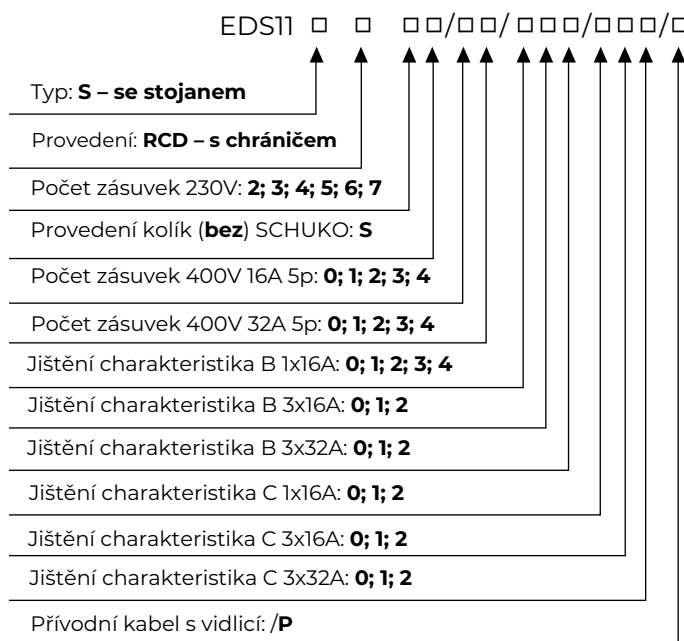 EDS11 □ □ □□/□□/□□□/□□□/□
Typ: S – se stojanem
Provedení: RCD – s chráničem
Počet zásuvek 230V: 2; 3; 4; 5; 6; 7
Provedení kolík (bez) SCHUKO: S
Počet zásuvek 400V 16A 5p: 0; 1; 2; 3; 4
Počet zásuvek 400V 32A 5p: 0; 1; 2; 3; 4
Jištění charakteristika B 1x16A: 0; 1; 2; 3; 4
Jištění charakteristika B 3x16A: 0; 1; 2
Jištění charakteristika B 3x32A: 0; 1; 2
Jištění charakteristika C 1x16A: 0; 1; 2
Jištění charakteristika C 3x16A: 0; 1; 2
Jištění charakteristika C 3x32A: 0; 1; 2
Přívodní kabel s vidlicí: /P